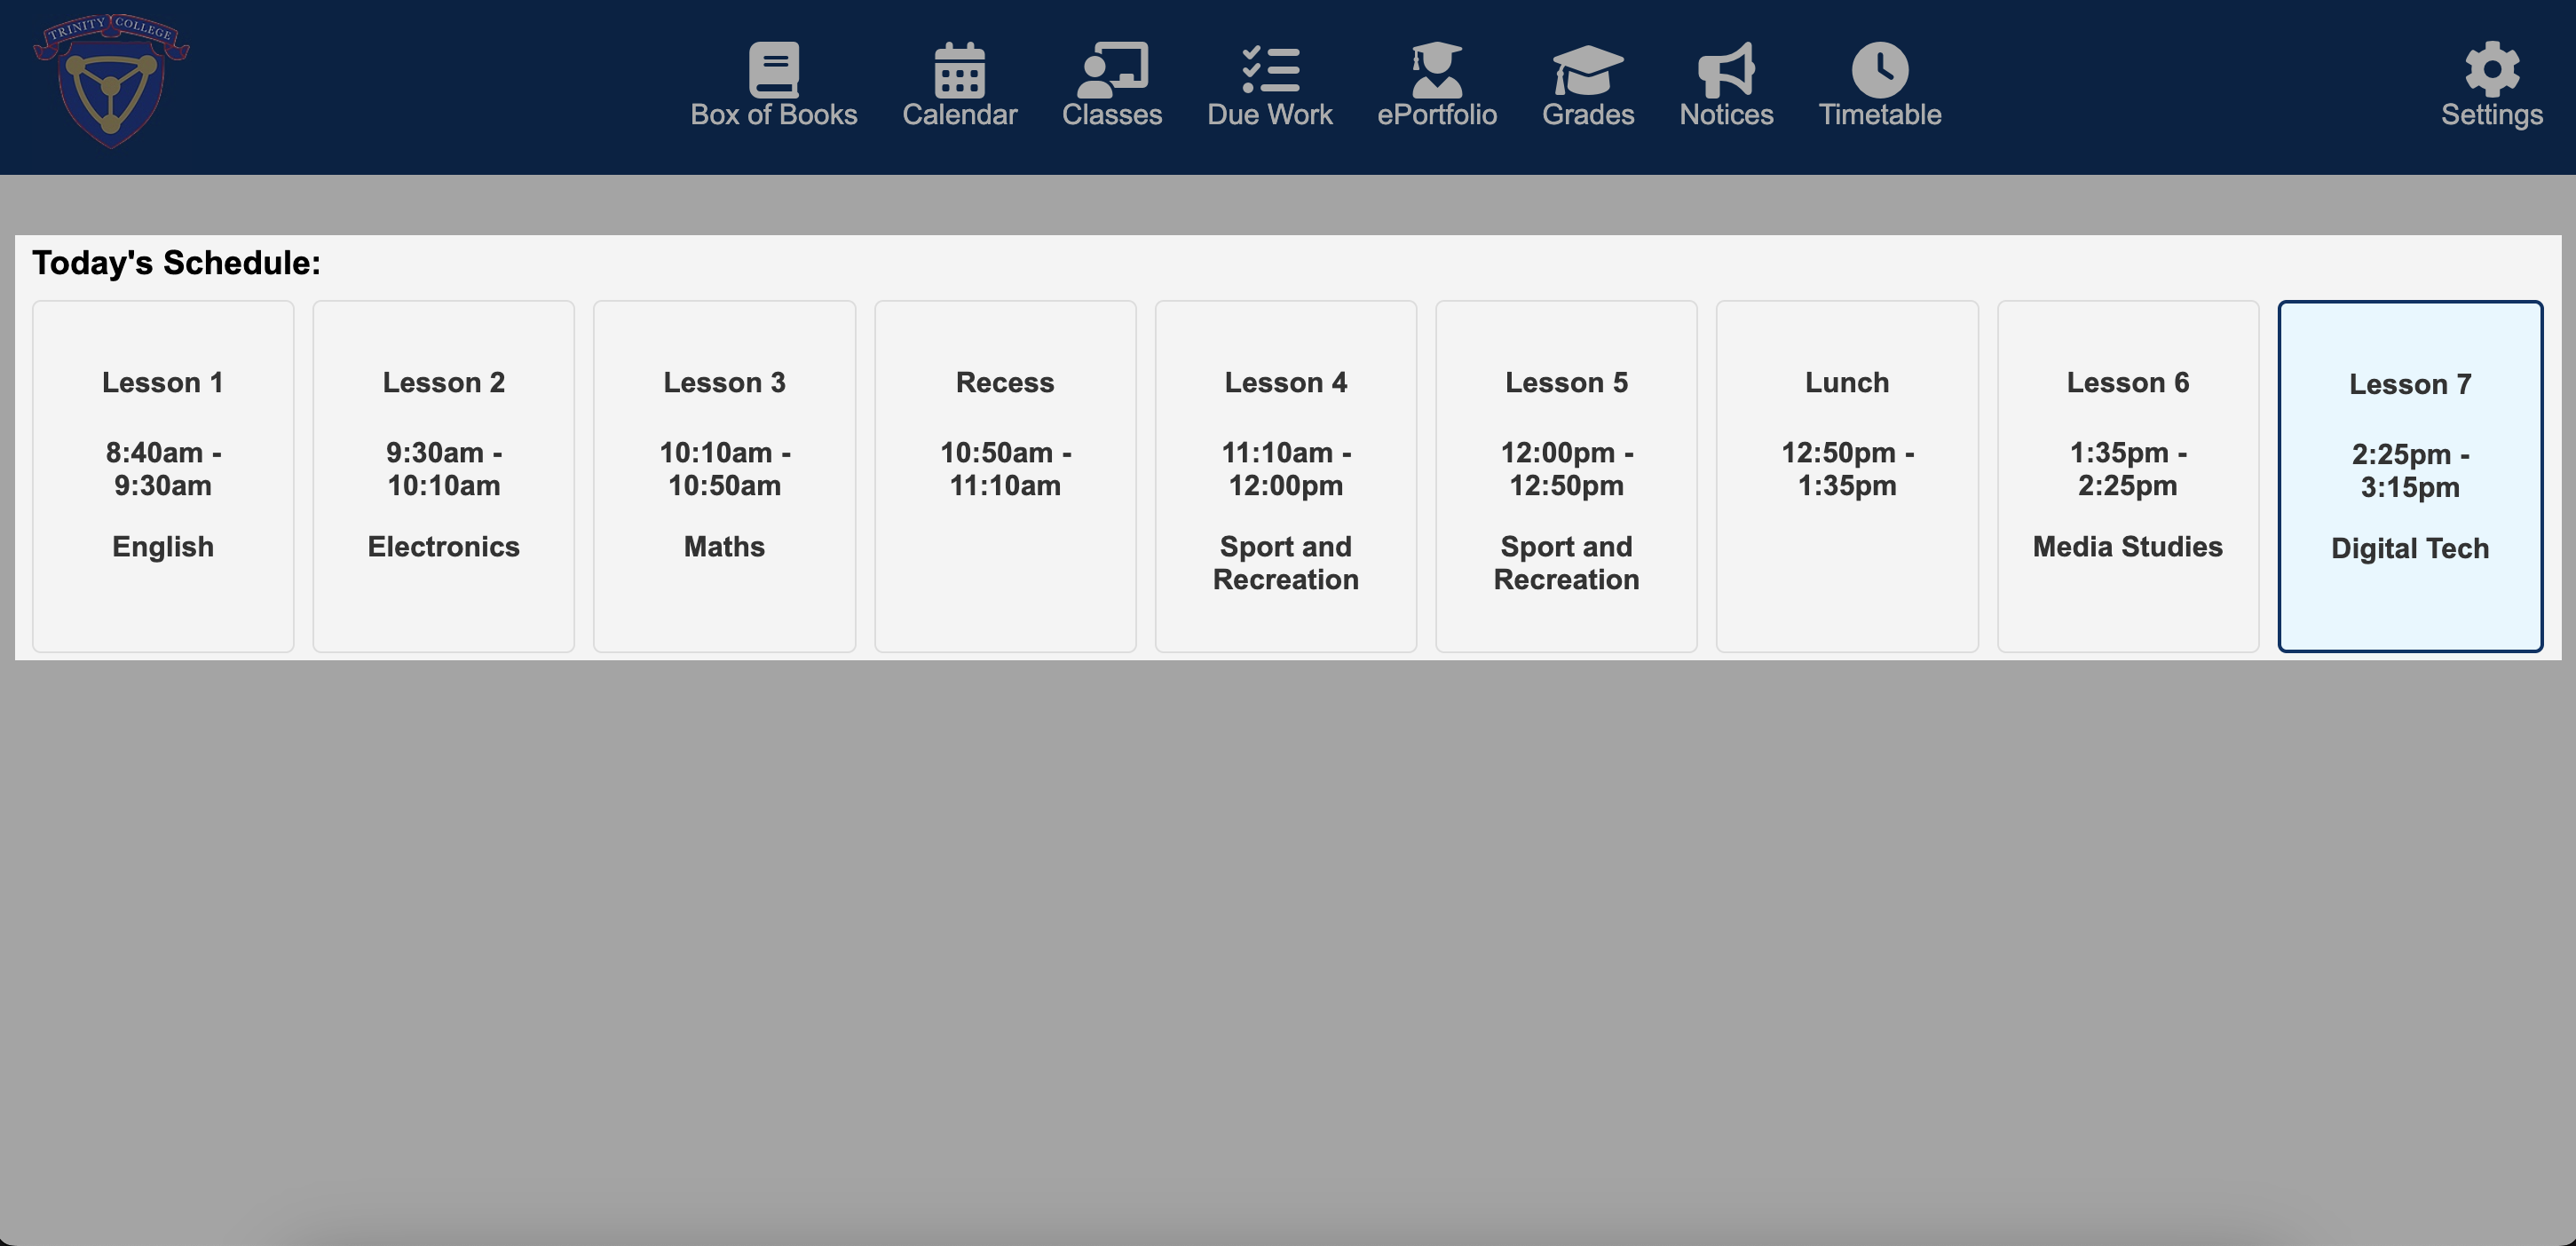 TRINITY COLLEGE
Box of Books
Calendar
Classes
Due Work
ePortfolio
Grades
Notices
Timetable
Settings
Today's Schedule:
Lesson 1
8:40am -
9:30am
English
Lesson 2
9:30am -
10:10am
Electronics
Lesson 3
10:10am -
10:50am
Maths
Recess
10:50am -
11:10am
Lesson 4
11:10am -
12:00pm
Sport and
Recreation
Lesson 5
12:00pm -
12:50pm
Sport and
Recreation
Lunch
12:50pm -
1:35pm
Lesson 6
1:35pm -
2:25pm
Media Studies
Lesson 7
2:25pm -
3:15pm
Digital Tech